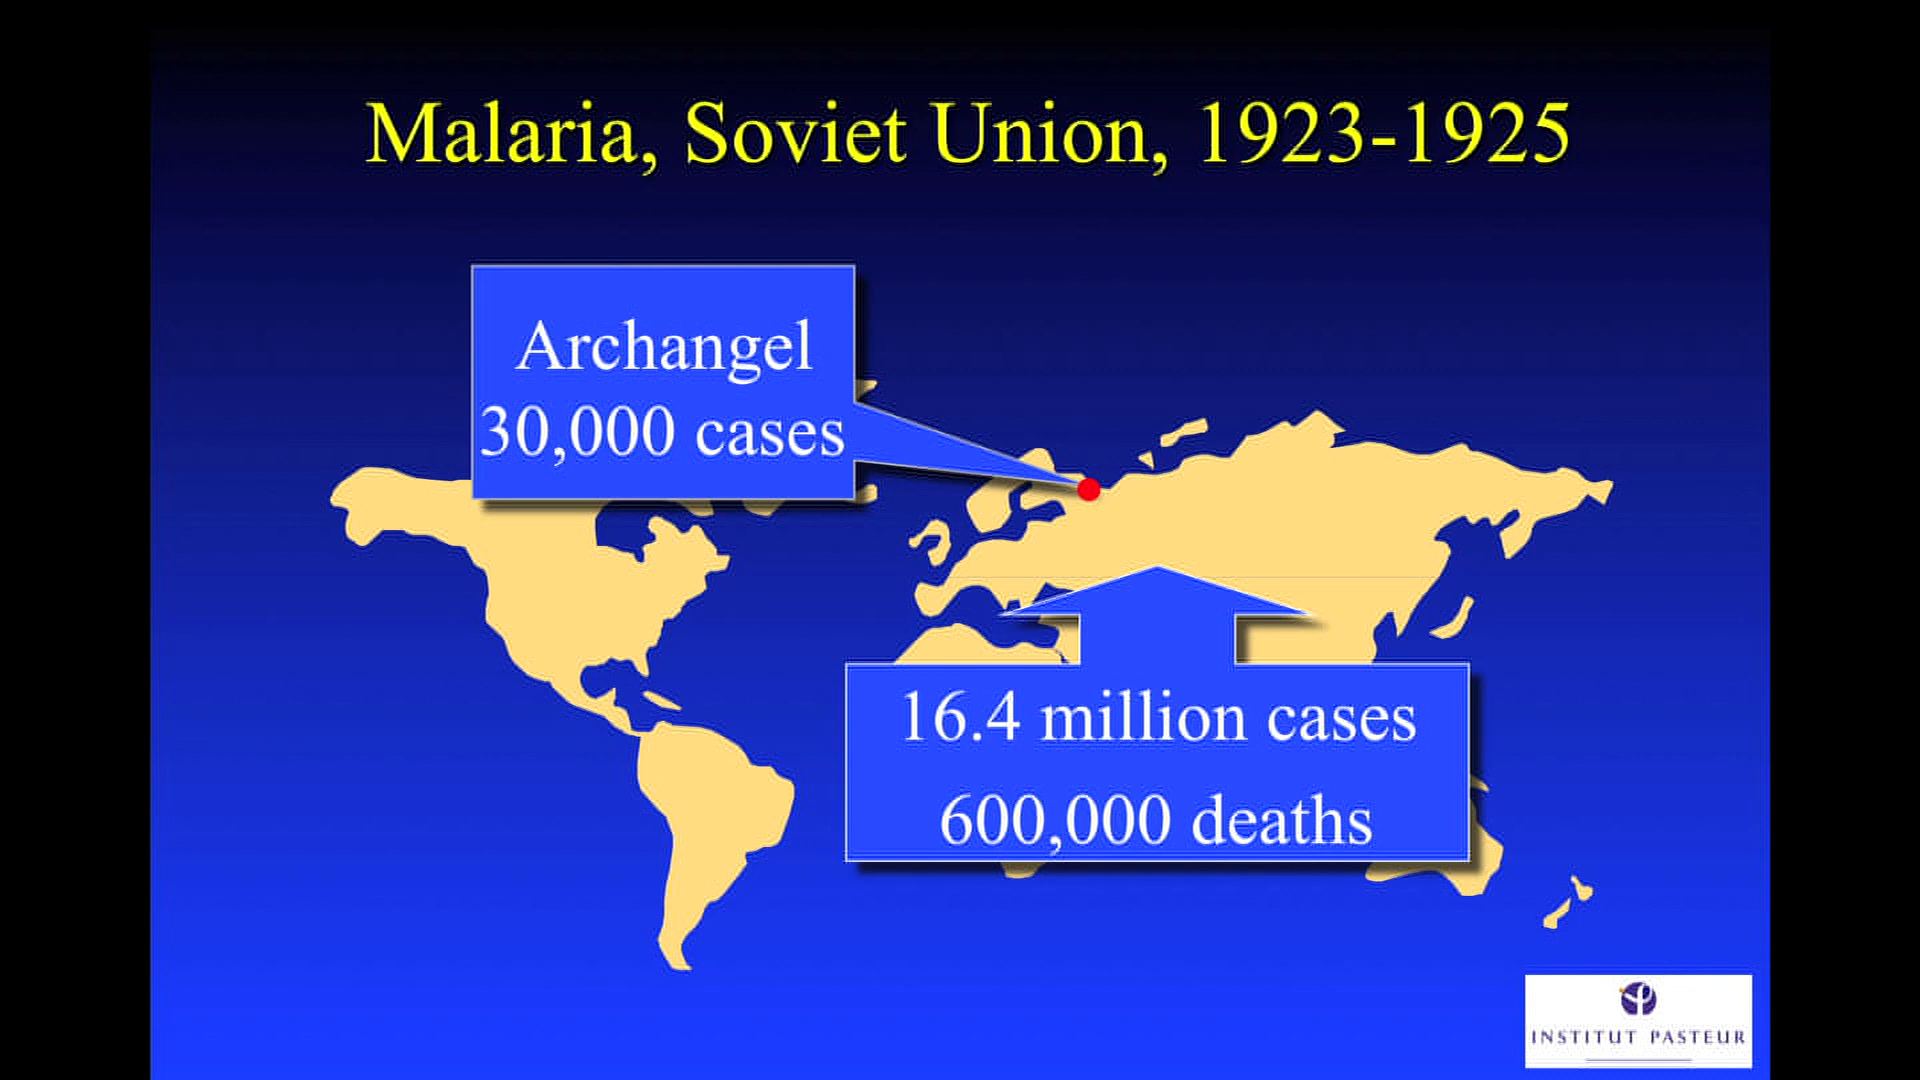 Malaria, Soviet Union, 1923-1925
Archangel
30,000 cases
16.4 million cases
600,000 deaths
INSTITUT PASTEUR